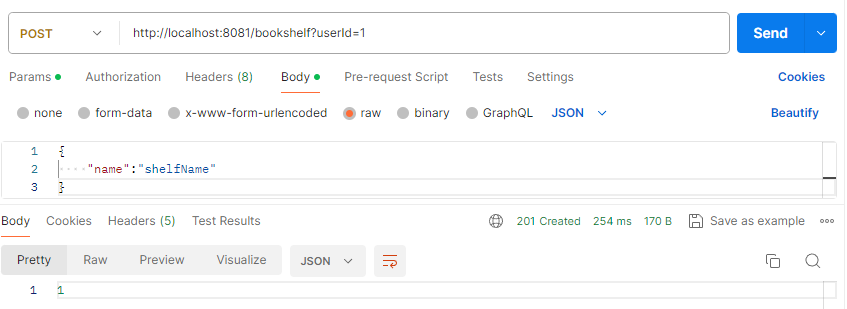 POST http://localhost:8081/bookshelf?userId=1 Send
Params Authorization Headers (8) Body Pre-request Script Tests Settings Cookies
none form-data x-www-form-urlencoded raw binary GraphQL JSON Beautify
1 {
2 ····"name":"shelfName"
3 }
Body Cookies Headers (5) Test Results 201 Created 254 ms 170 B Save as example
Pretty Raw Preview Visualize JSON
1 1